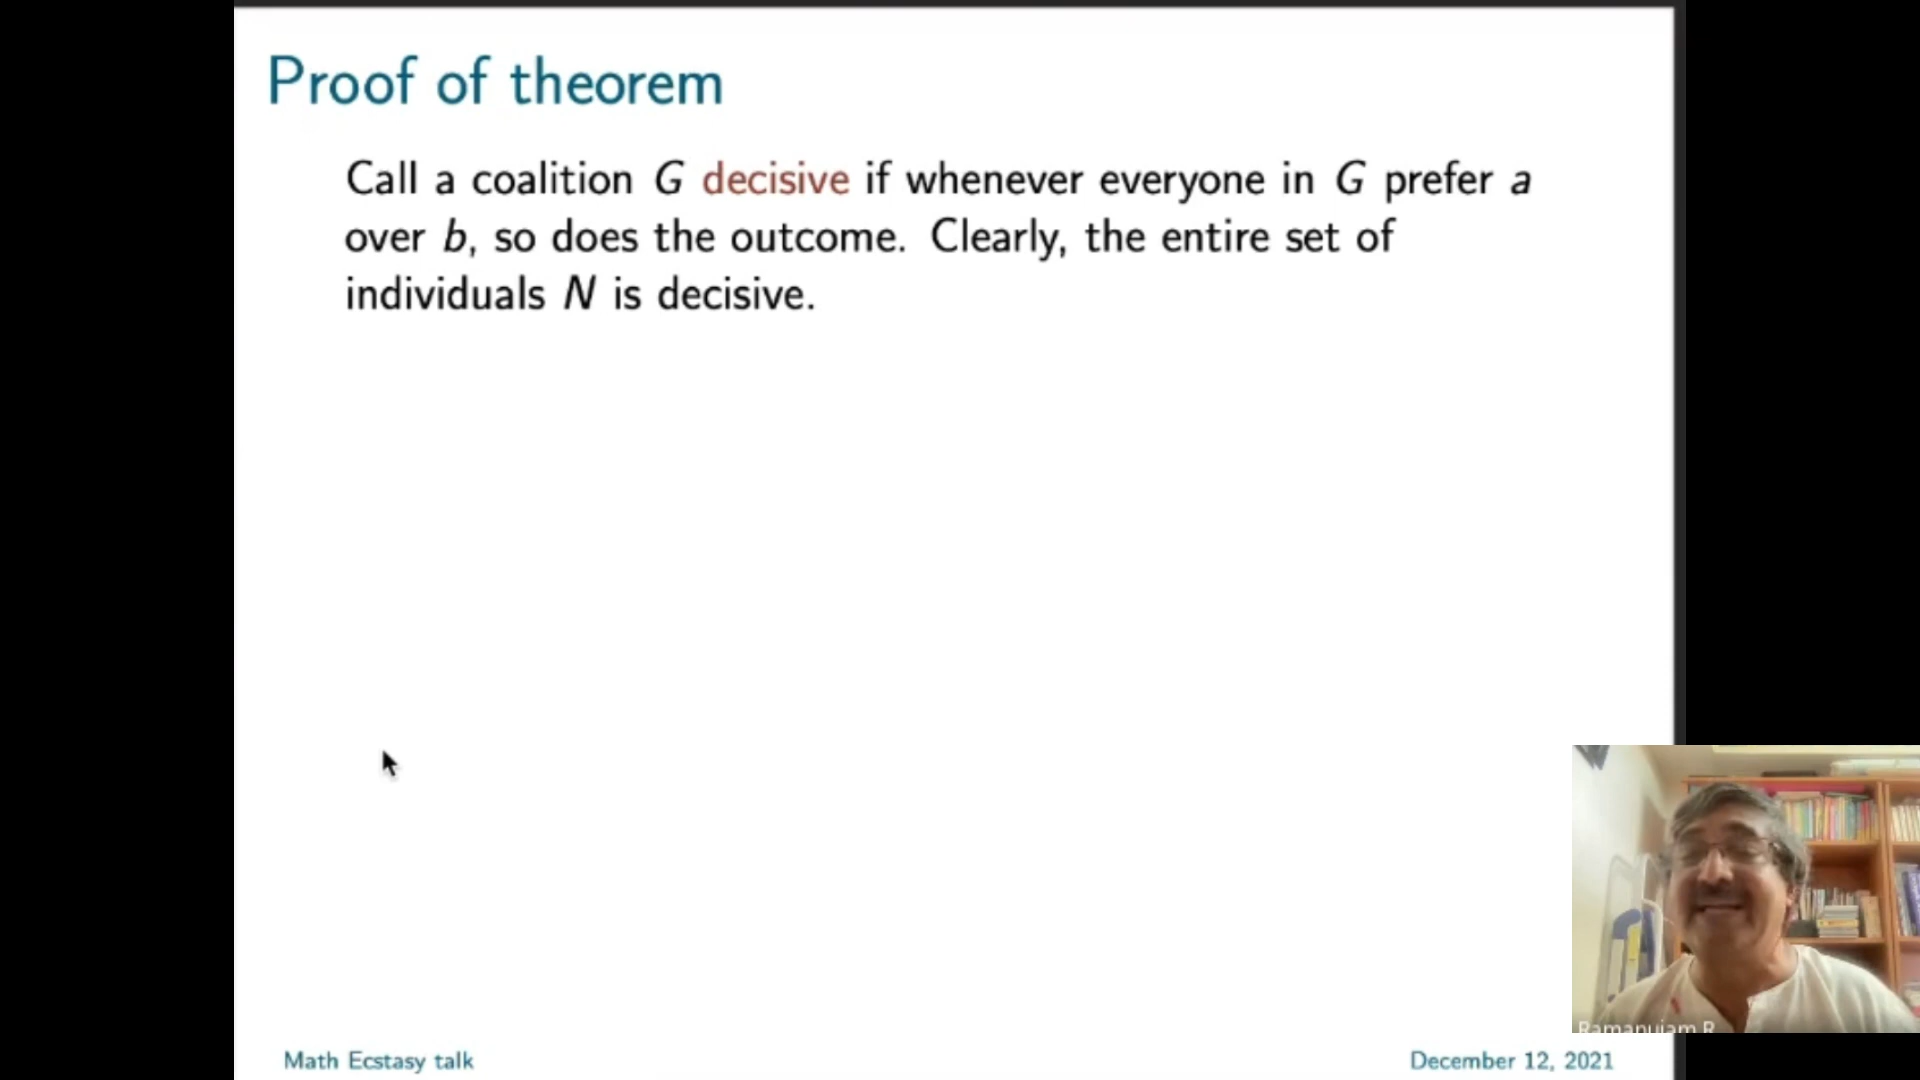 Proof of theorem
Call a coalition G decisive if whenever everyone in G prefer a
over b, so does the outcome. Clearly, the entire set of
individuals N is decisive.
Ramanujam R
Math Ecstasy talk
December 12, 2021